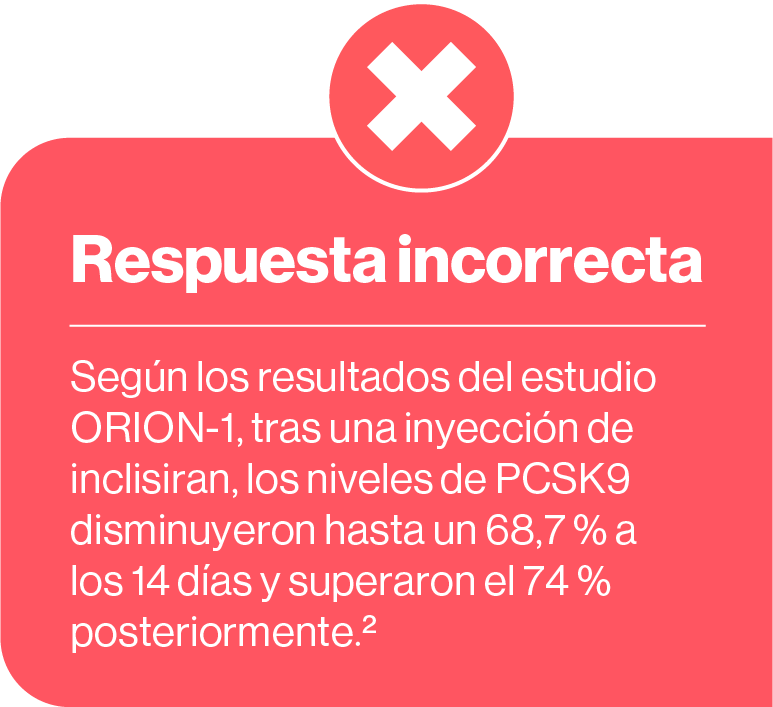 Respuesta incorrecta
Según los resultados del estudio
ORION-1, tras una inyección de
inclisiran, los niveles de PCSK9
disminuyeron hasta un 68,7 % a
los 14 días y superaron el 74 %
posteriormente.²